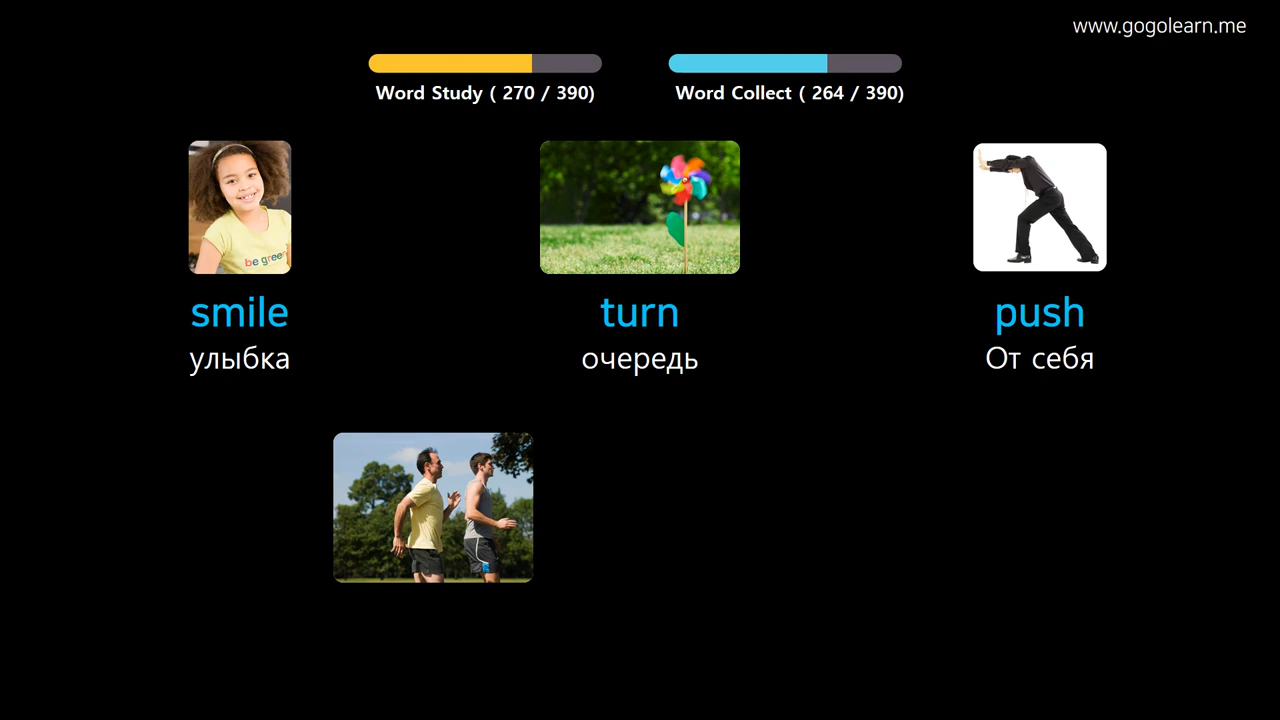 www.gogolearn.me
Word Study ( 270 / 390)
Word Collect ( 264 / 390)
be green
smile
turn
push
улыбка
очередь
От себя